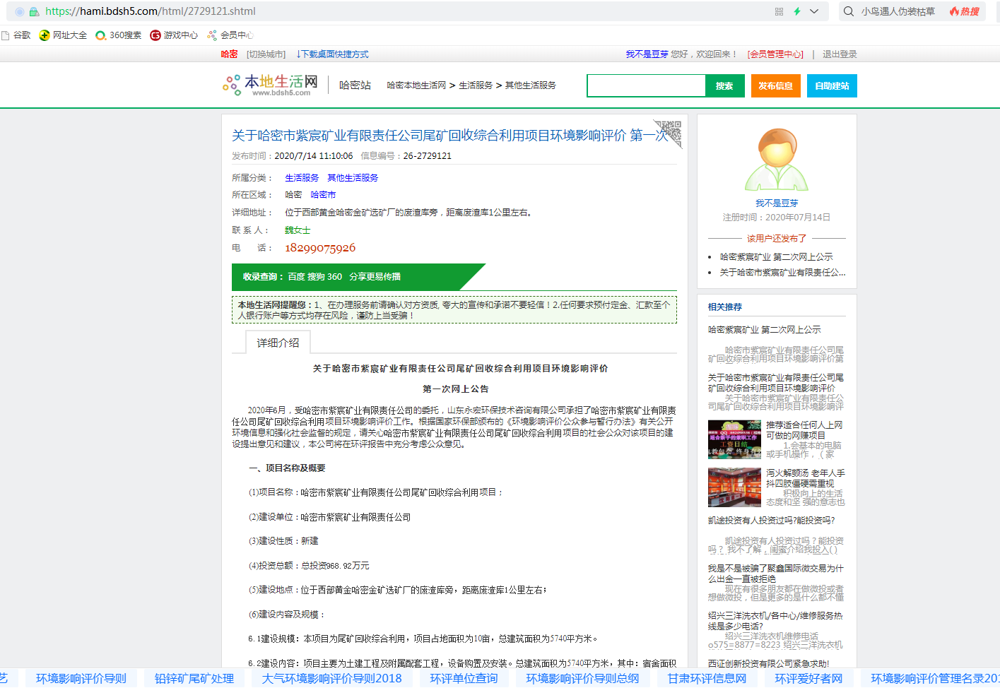 https://hami.bdsh5.com/html/2729121.shtml
小鸟遇人伪装枯草 热搜
谷歌 网址大全 360搜索 游戏中心 会员中心
哈密 [切换城市] ↓下载桌面快捷方式 我不是豆芽 您好，欢迎回来！ [会员管理中心] | 退出登录
本地生活网
www.bdsh5.com
哈密站 哈密本地生活网 > 生活服务 > 其他生活服务 搜索 发布信息 自助建站
关于哈密市紫宸矿业有限责任公司尾矿回收综合利用项目环境影响评价 第一次
发布时间：2020/7/14 11:10:06 信息编号：26-2729121
所属分类： 生活服务 其他生活服务
所在区域： 哈密 哈密市
详细地址： 位于西部黄金哈密金矿选矿厂的废渣库旁，距离废渣库1公里左右。
联 系 人： 魏女士
电 话： 18299075926
收录查询： 百度 搜狗 360 分享更易传播
本地生活网提醒您：1、在办理服务前请确认对方资质, 夸大的宣传和承诺不要轻信！2.任何要求预付定金、汇款至个
人银行账户等方式均存在风险，谨防上当受骗！
详细介绍
关于哈密市紫宸矿业有限责任公司尾矿回收综合利用项目环境影响评价
第一次网上公告
2020年6月，受哈密市紫宸矿业有限责任公司的委托，山东永宏环保技术咨询有限公司承担了哈密市紫宸矿业有限责
任公司尾矿回收综合利用项目环境影响评价工作。根据国家环保部颁布的《环境影响评价公众参与暂行办法》有关公开
环境信息和强化社会监督的规定，请关心哈密市紫宸矿业有限责任公司尾矿回收综合利用项目的社会公众对该项目的建
设提出意见和建议，本公司将在环评报告中充分考虑公众意见。
一、项目名称及概要
(1)项目名称：哈密市紫宸矿业有限责任公司尾矿回收综合利用项目；
(2)建设单位：哈密市紫宸矿业有限责任公司
(3)建设性质：新建
(4)投资总额：总投资968.92万元
(5)建设地点：位于西部黄金哈密金矿选矿厂的废渣库旁，距离废渣库1公里左右；
(6)建设内容及规模：
6.1建设规模：本项目为尾矿回收综合利用，项目占地面积为10亩，总建筑面积为5740平方米。
6.2建设内容：项目主要为土建工程及附属配套工程，设备购置及安装。总建筑面积为5740平方米，其中：宿舍面积
我不是豆芽
注册时间：2020年07月14日
该用户还发布了
哈密紫宸矿业 第二次网上公示
关于哈密市紫宸矿业有限责任公...
相关推荐
哈密紫宸矿业 第二次网上公示
哈密市紫宸矿业有限责任公司尾
矿回收综合利用项目环境影响评价第
关于哈密市紫宸矿业有限责任公司尾
矿回收综合利用项目环境影响评价
关于哈密市紫宸矿业有限责任公
司尾矿回收综合利用项目环境影响评
推荐适合任何人上网
可做的网赚项目
1.会基本的电脑
或手机操作，（家
泻火解颤汤 老年人手
抖四肢僵硬需重视
积极向上的生活
态度和坚 强的意志也
凯途投资有人投资过吗?能投资吗?
凯途投资有人投资过吗？能投资
吗？ 我不了解，闺蜜介绍我投入( )
我是不是被骗了聚鑫国际微交易为什
么出金一直被拒绝
现在有很多朋友都在做微投或者
想做微投，但是更多的是什么都不懂
绍兴三洋洗衣机/各中心/维修服务热
线是多少电话?
绍兴三洋洗衣机维修电话
o575=8877=8223 绍兴三洋洗衣机
西证创新投资有限公司紧急求助!
艺 环境影响评价导则 铅锌矿尾矿处理 大气环境影响评价导则2018 环评单位查询 环境影响评价导则总纲 甘肃环评信息网 环评爱好者网 环境影响评价管理名录201